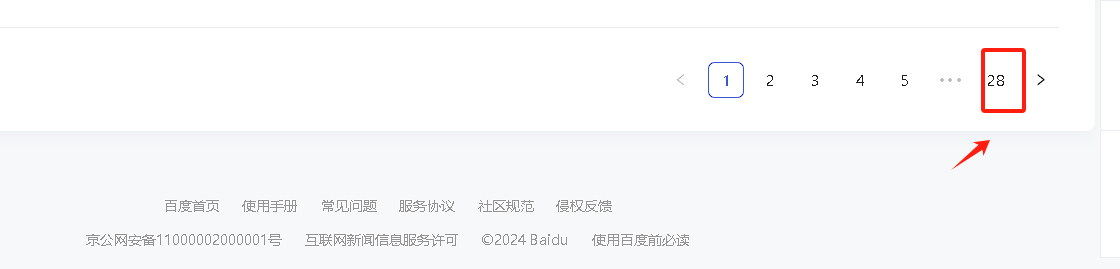 1 2 3 4 5 ••• 28
百度首页 使用手册 常见问题 服务协议 社区规范 侵权反馈
京公网安备11000002000001号 互联网新闻信息服务许可 ©2024 Baidu 使用百度前必读